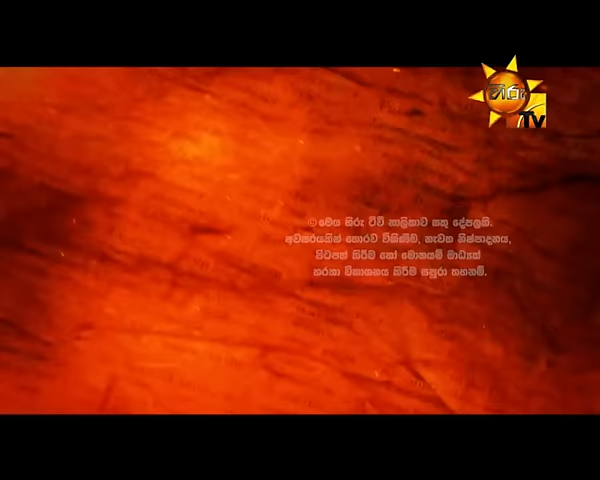 හිරු
TV
© මෙය හිරු ටීවී නාලිකාව සතු දේපලකි.
අවසරයකින් තොරව විකිණීම, නැවත නිෂ්පාදනය,
පිටපත් කිරීම හෝ මොනයම් මාධ්‍යක්
හරහා විකාශනය කිරීම සපුරා තහනම්.